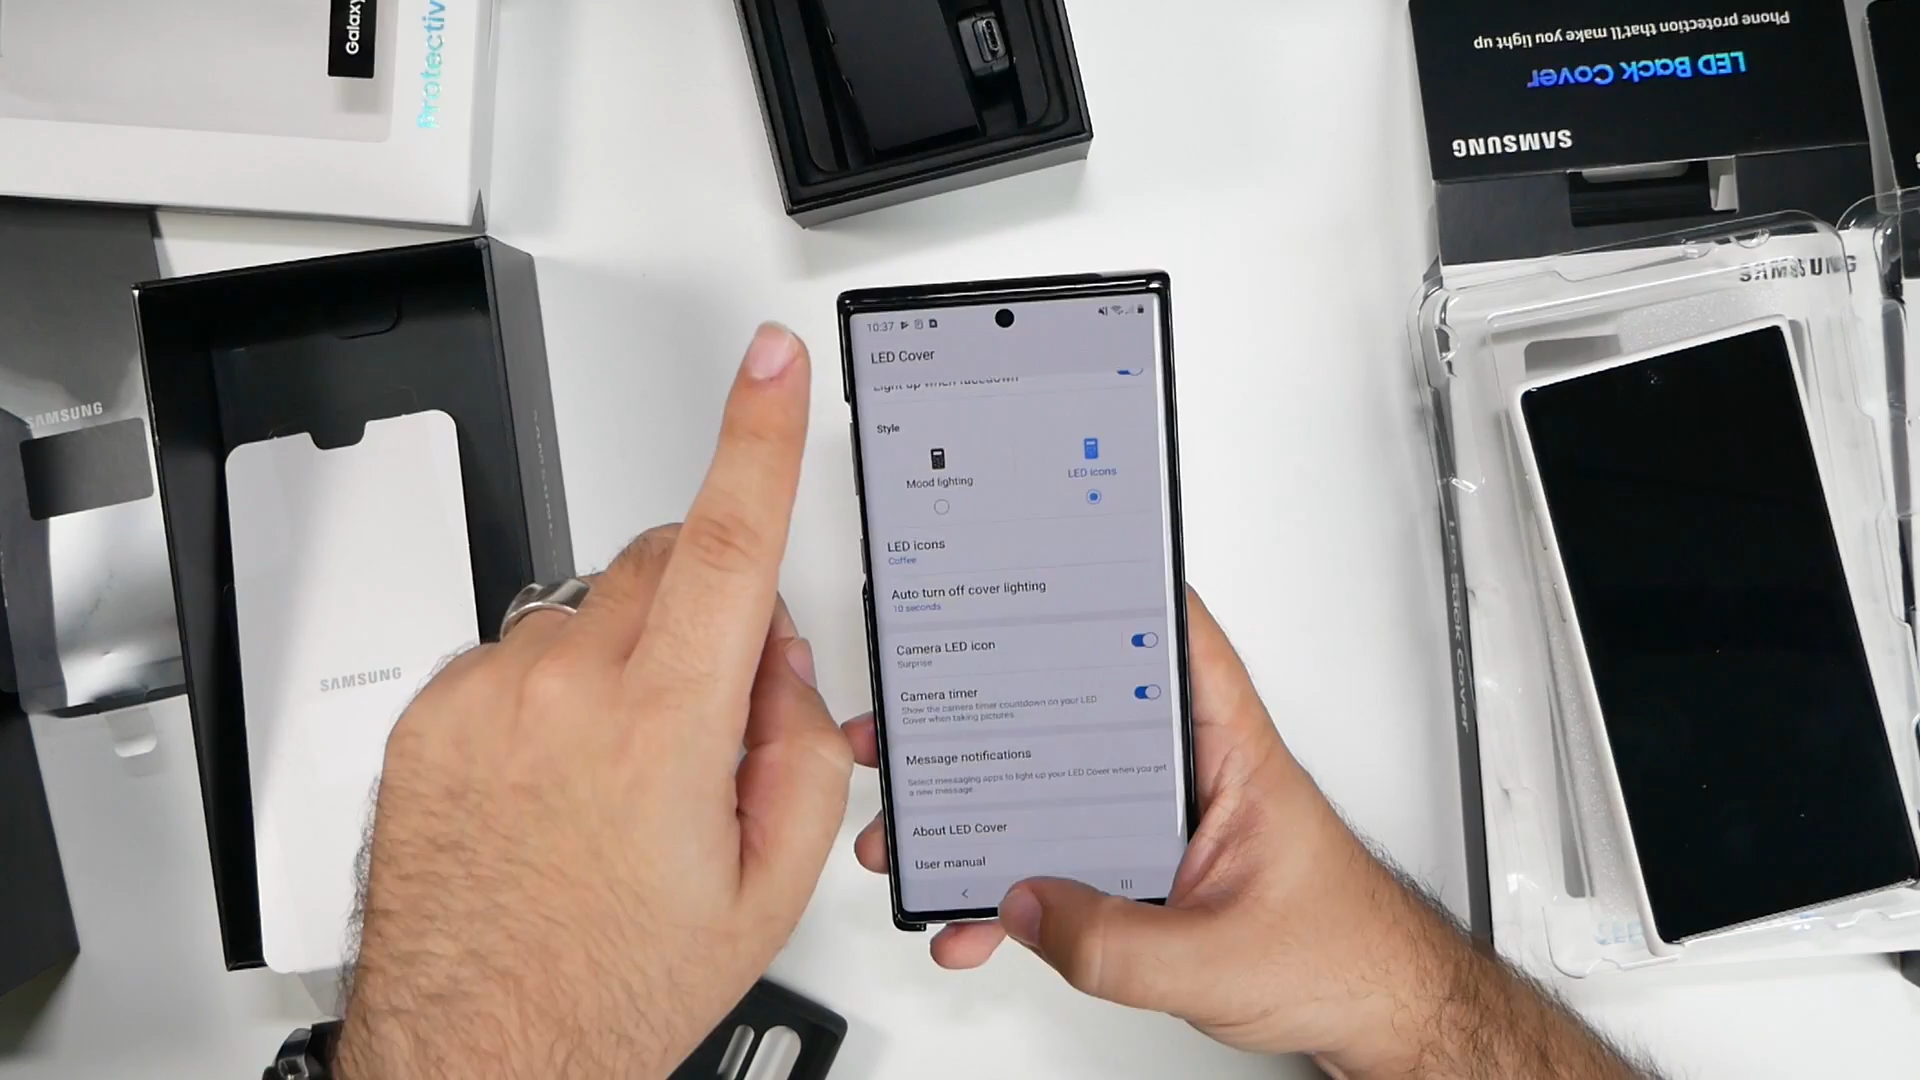 Galaxy
Protectiv
Phone protection that'll make you light up
LED Back Cover
SAMSUNG
SAMSUNG
SAMSUNG
SAMSUNG
LED Back Cover
10:37
LED Cover
Light up when facedown
Style
Mood lighting
LED icons
LED icons
Coffee
Auto turn off cover lighting
10 seconds
Camera LED icon
Surprise
Camera timer
Show the camera timer countdown on your LED
Cover when taking pictures.
Message notifications
Select messaging apps to light up your LED Cover when you get
a new message.
About LED Cover
User manual